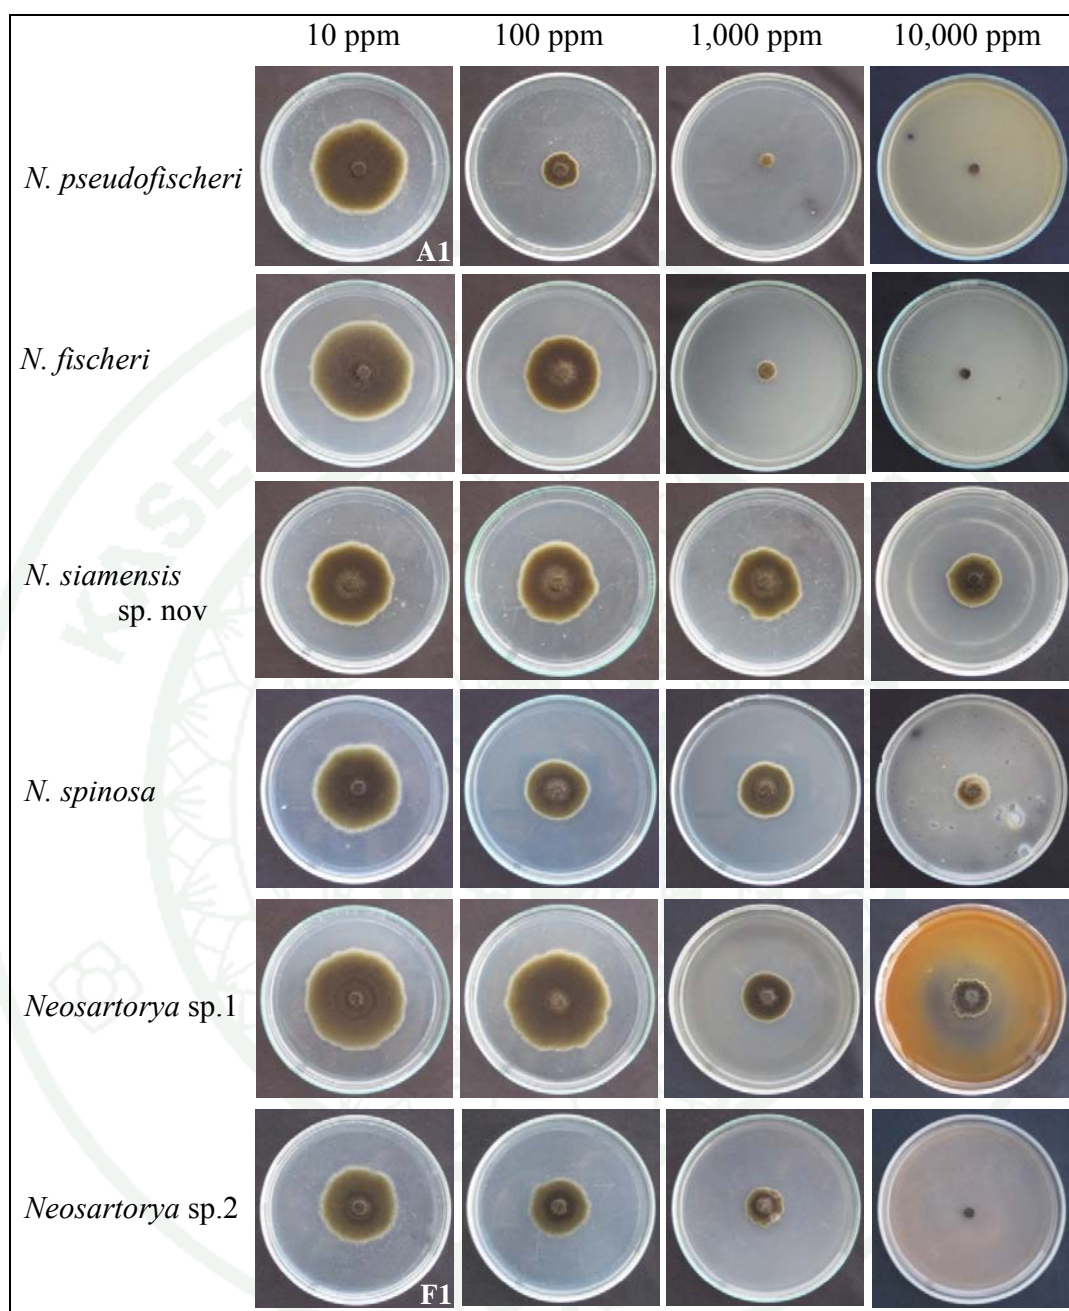 10 ppm 100 ppm 1,000 ppm 10,000 ppm
N. pseudofischeri
A1
N. fischeri
KASET
N. siamensis
sp. nov
N. spinosa
Neosartorya sp.1
Neosartorya sp.2
F1